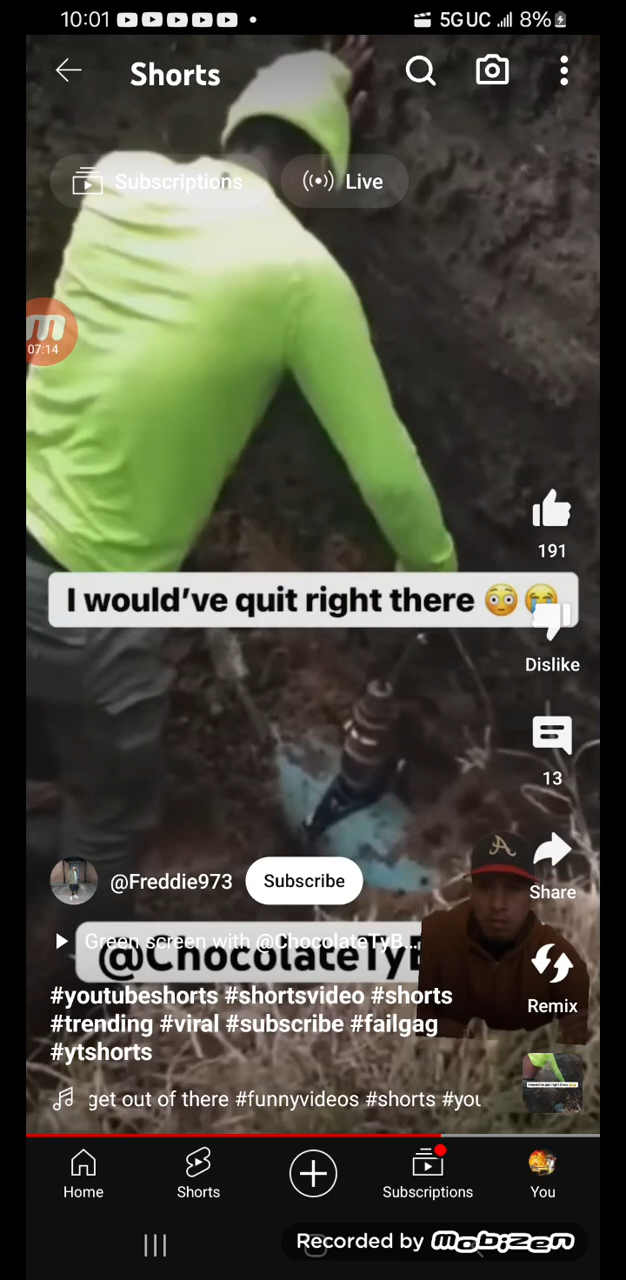 10:01
5G UC
8%
Shorts
Subscriptions
Live
07:14
191
I would've quit right there 😳😭
Dislike
13
A
@Freddie973
Subscribe
Share
Green screen with @ChocolateTyB...
@ChocolateTyB
#youtubeshorts #shortsvideo #shorts
#trending #viral #subscribe #failgag
#ytshorts
Remix
get out of there #funnyvideos #shorts #you
Home
Shorts
Subscriptions
You
Recorded by Mobizen